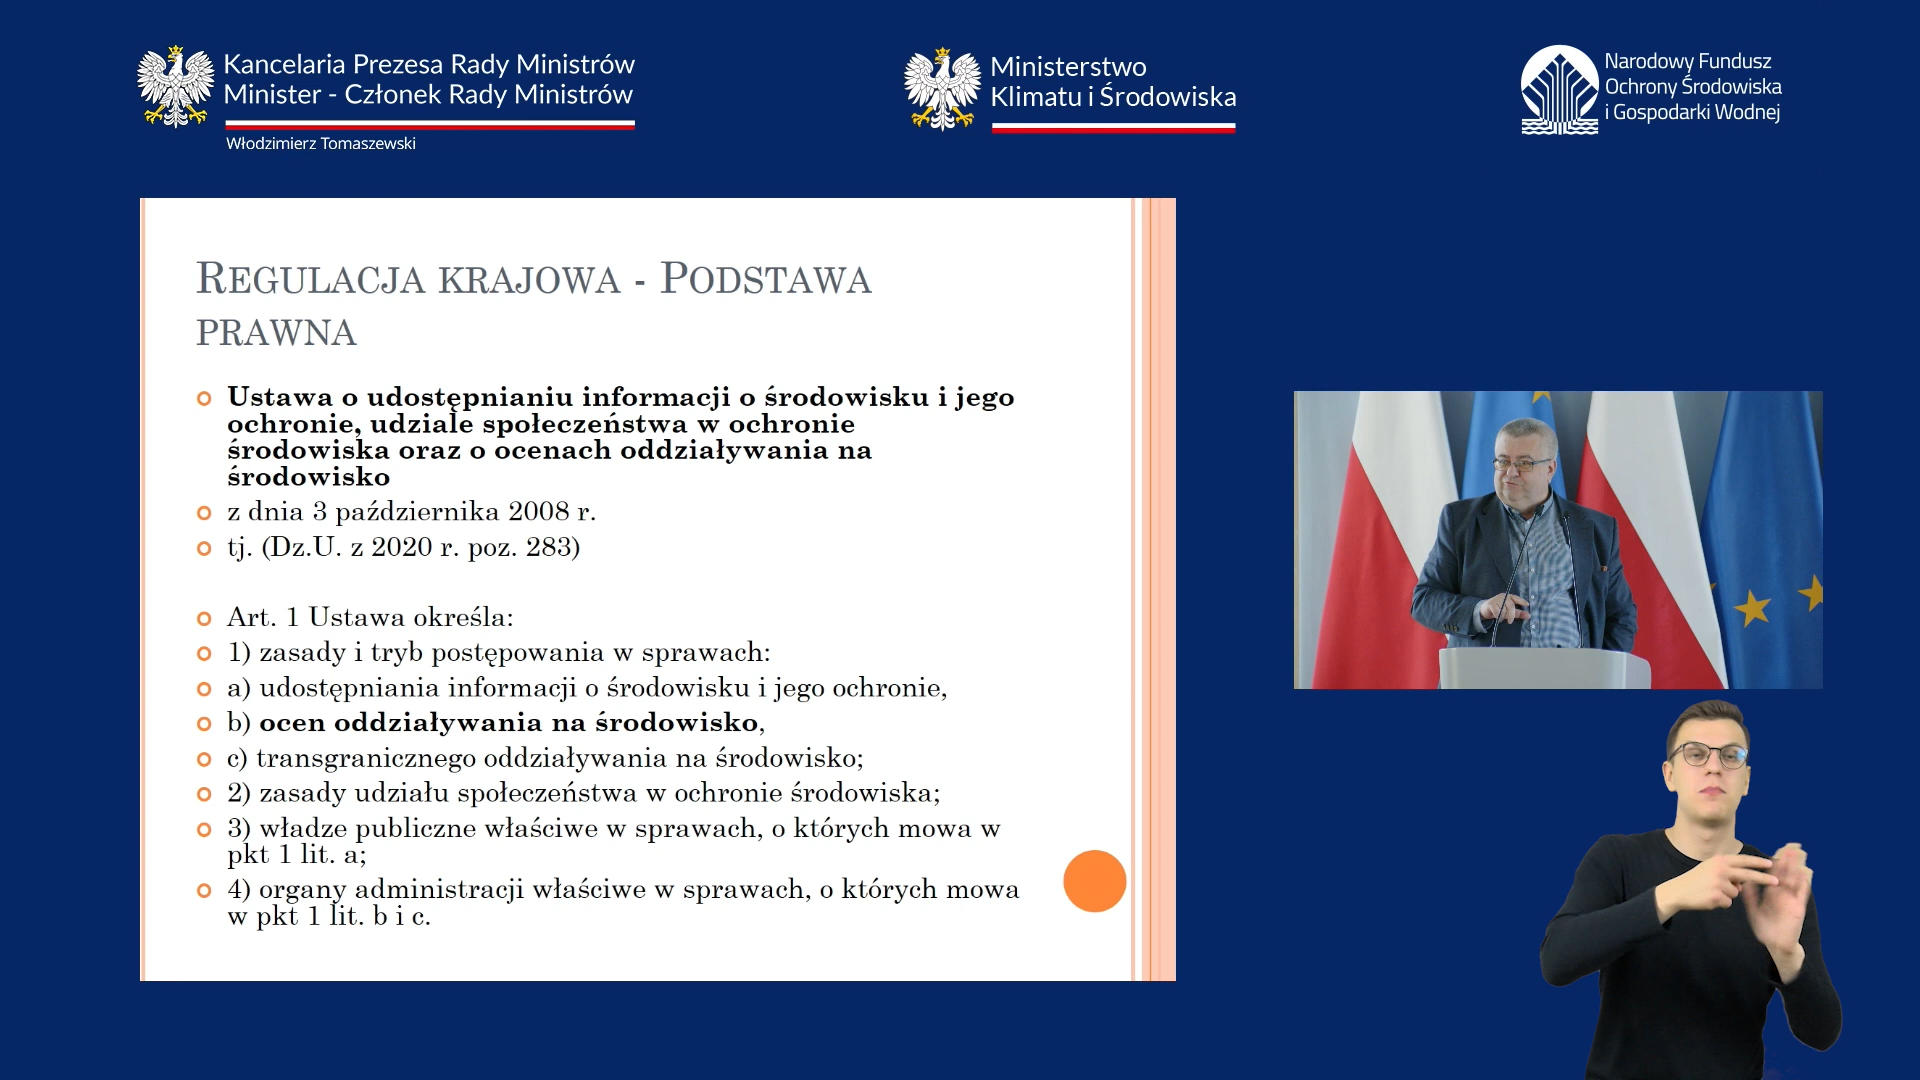 Kancelaria Prezesa Rady Ministrów
Minister - Członek Rady Ministrów
Włodzimierz Tomaszewski
Ministerstwo
Klimatu i Środowiska
Narodowy Fundusz
Ochrony Środowiska
i Gospodarki Wodnej
Regulacja krajowa - Podstawa
prawna
Ustawa o udostępnianiu informacji o środowisku i jego
ochronie, udziale społeczeństwa w ochronie
środowiska oraz o ocenach oddziaływania na
środowisko
z dnia 3 października 2008 r.
tj. (Dz.U. z 2020 r. poz. 283)
Art. 1 Ustawa określa:
1) zasady i tryb postępowania w sprawach:
a) udostępniania informacji o środowisku i jego ochronie,
b) ocen oddziaływania na środowisko,
c) transgranicznego oddziaływania na środowisko;
2) zasady udziału społeczeństwa w ochronie środowiska;
3) władze publiczne właściwe w sprawach, o których mowa w
pkt 1 lit. a;
4) organy administracji właściwe w sprawach, o których mowa
w pkt 1 lit. b i c.